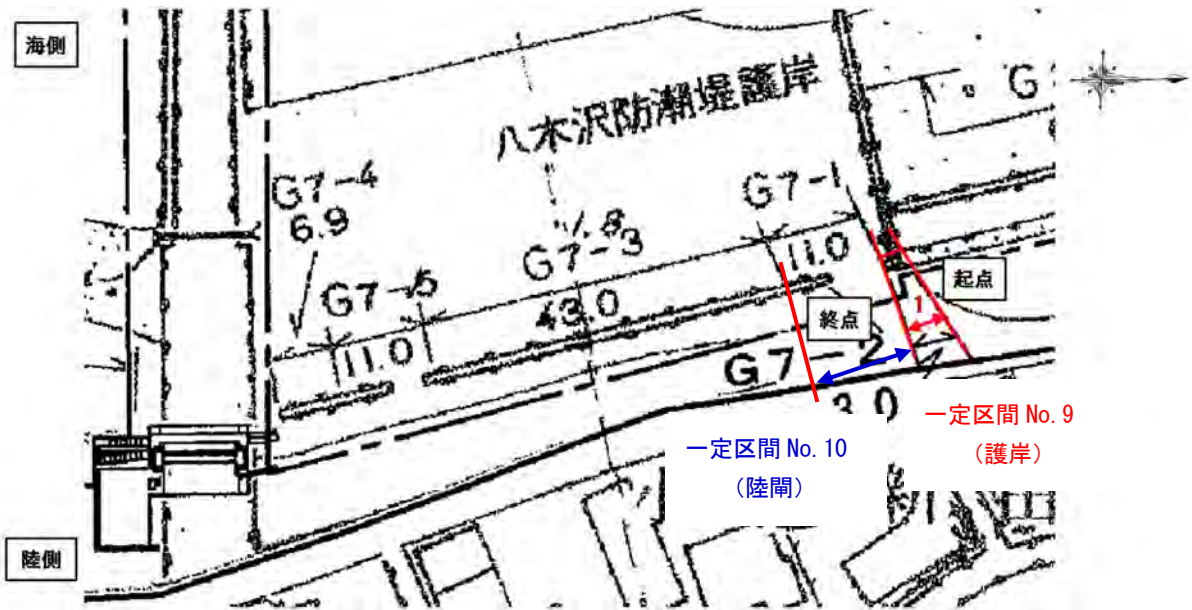 海側
八木沢防潮堤護岸
G
G7-4
6.9
G7-1
1.8
G7-3
11.0
G7-5
起点
43.0
終点
1
11.0
G7-2
3.0
一定区間 No.9
(護岸)
一定区間 No.10
(陸閘)
陸側